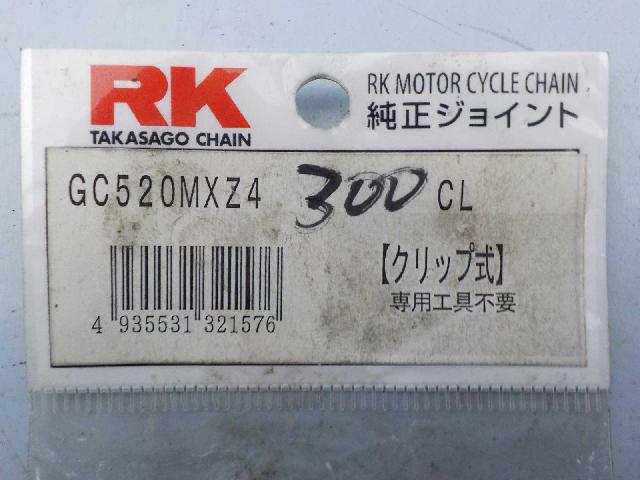 RK
TAKASAGO CHAIN
RK MOTOR CYCLE CHAIN
純正ジョイント
GC520MXZ4 300 CL
【クリップ式】
専用工具不要
4 935531 321576